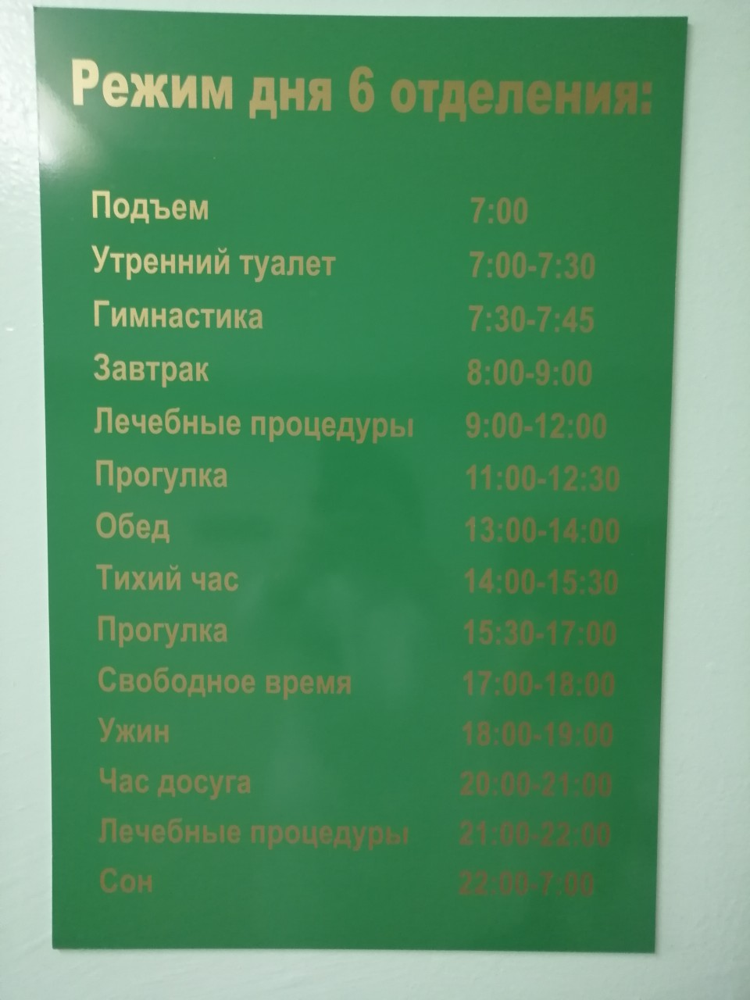 Режим дня 6 отделения:
Подъем 7:00
Утренний туалет 7:00-7:30
Гимнастика 7:30-7:45
Завтрак 8:00-9:00
Лечебные процедуры 9:00-12:00
Прогулка 11:00-12:30
Обед 13:00-14:00
Тихий час 14:00-15:30
Прогулка 15:30-17:00
Свободное время 17:00-18:00
Ужин 18:00-19:00
Час досуга 20:00-21:00
Лечебные процедуры 21:00-22:00
Сон 22:00-7:00